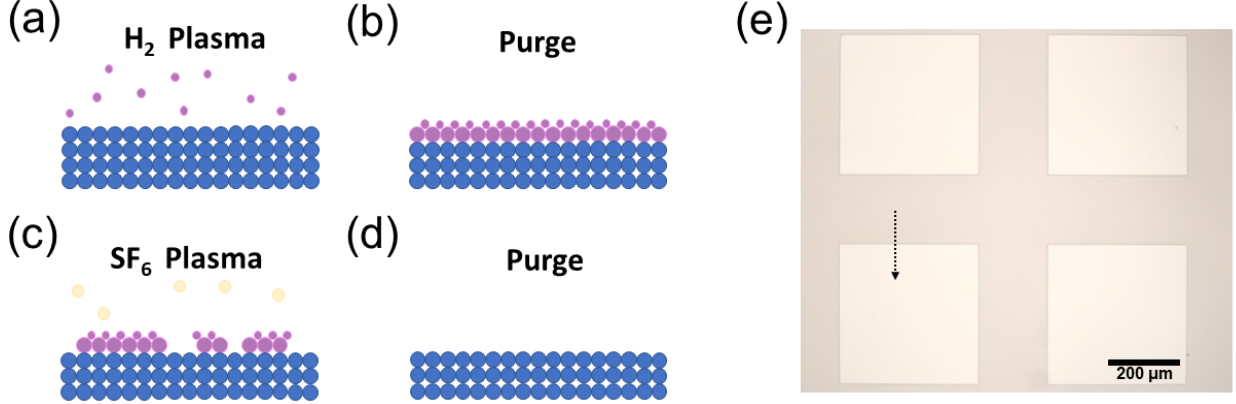 (a)
H₂ Plasma
(b)
Purge
(c)
SF₆ Plasma
(d)
Purge
(e)
200 µm